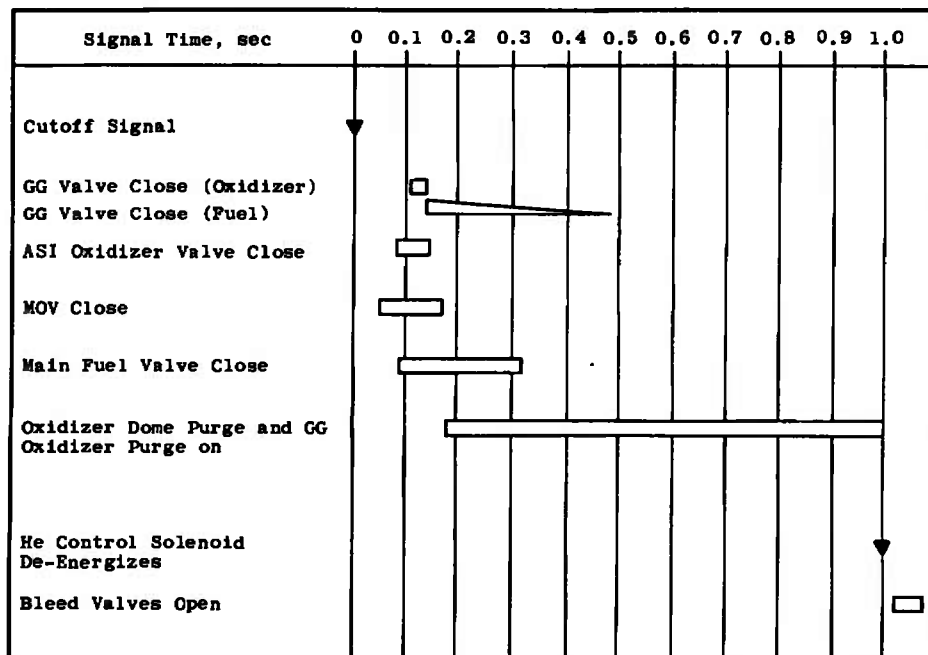 Signal Time, sec 0 0.1 0.2 0.3 0.4 0.5 0.6 0.7 0.8 0.9 1.0
Cutoff Signal
GG Valve Close (Oxidizer)
GG Valve Close (Fuel)
ASI Oxidizer Valve Close
MOV Close
Main Fuel Valve Close
Oxidizer Dome Purge and GG
Oxidizer Purge on
He Control Solenoid
De-Energizes
Bleed Valves Open